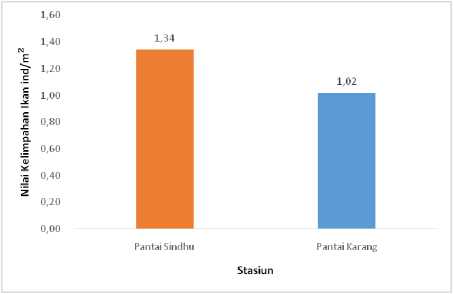 1,60
1,40
1,20
1,00
0,80
0,60
0,40
0,20
0,00
Nilai Kelimpahan Ikan ind/m²
1,34
1,02
Pantai Sindhu
Pantai Karang
Stasiun